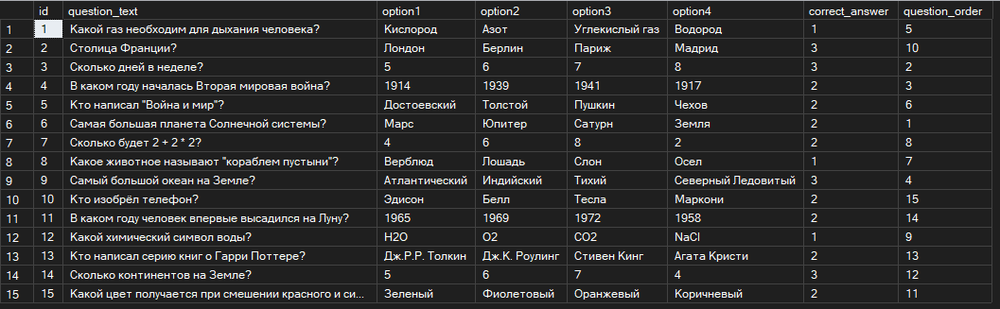 id question_text option1 option2 option3 option4 correct_answer question_order
1 1 Какой газ необходим для дыхания человека? Кислород Азот Углекислый газ Водород 1 5
2 2 Столица Франции? Лондон Берлин Париж Мадрид 3 10
3 3 Сколько дней в неделе? 5 6 7 8 3 2
4 4 В каком году началась Вторая мировая война? 1914 1939 1941 1917 2 3
5 5 Кто написал "Война и мир"? Достоевский Толстой Пушкин Чехов 2 6
6 6 Самая большая планета Солнечной системы? Марс Юпитер Сатурн Земля 2 1
7 7 Сколько будет 2 + 2 * 2? 4 6 8 2 2 8
8 8 Какое животное называют "кораблем пустыни"? Верблюд Лошадь Слон Осел 1 7
9 9 Самый большой океан на Земле? Атлантический Индийский Тихий Северный Ледовитый 3 4
10 10 Кто изобрёл телефон? Эдисон Белл Тесла Маркони 2 15
11 11 В каком году человек впервые высадился на Луну? 1965 1969 1972 1958 2 14
12 12 Какой химический символ воды? H2O O2 CO2 NaCl 1 9
13 13 Кто написал серию книг о Гарри Поттере? Дж.Р.Р. Толкин Дж.К. Роулинг Стивен Кинг Агата Кристи 2 13
14 14 Сколько континентов на Земле? 5 6 7 4 3 12
15 15 Какой цвет получается при смешении красного и си... Зеленый Фиолетовый Оранжевый Коричневый 2 11